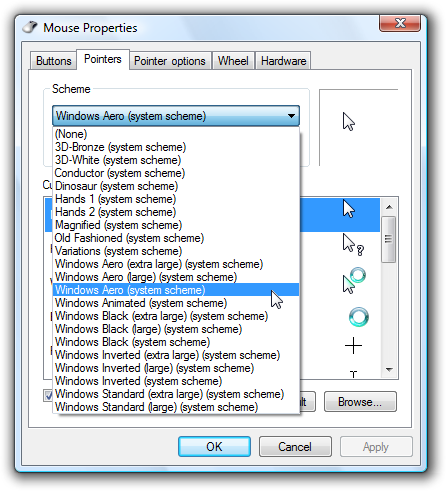 Mouse Properties
Buttons
Pointers
Pointer options
Wheel
Hardware
Scheme
Windows Aero (system scheme)
(None)
3D-Bronze (system scheme)
3D-White (system scheme)
Conductor (system scheme)
Dinosaur (system scheme)
Hands 1 (system scheme)
Hands 2 (system scheme)
Magnified (system scheme)
Old Fashioned (system scheme)
Variations (system scheme)
Windows Aero (extra large) (system scheme)
Windows Aero (large) (system scheme)
Windows Aero (system scheme)
Windows Animated (system scheme)
Windows Black (extra large) (system scheme)
Windows Black (large) (system scheme)
Windows Black (system scheme)
Windows Inverted (extra large) (system scheme)
Windows Inverted (large) (system scheme)
Windows Inverted (system scheme)
Windows Standard (extra large) (system scheme)
Windows Standard (large) (system scheme)
Browse...
OK
Cancel
Apply